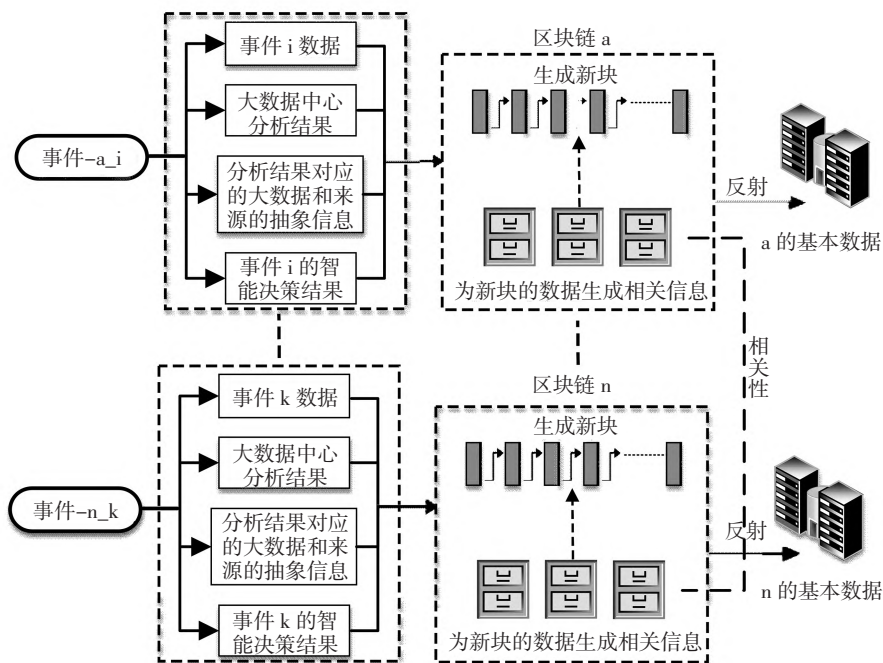 区块链 a
事件 i 数据
生成新块
大数据中心
分析结果
事件-a_i
分析结果对应
的大数据和来
源的抽象信息
反射
a 的基本数据
事件 i 的智
能决策结果
为新块的数据生成相关信息
相关性
区块链 n
事件 k 数据
生成新块
大数据中心
分析结果
事件-n_k
分析结果对应
的大数据和来
源的抽象信息
反射
n 的基本数据
事件 k 的智
能决策结果
为新块的数据生成相关信息